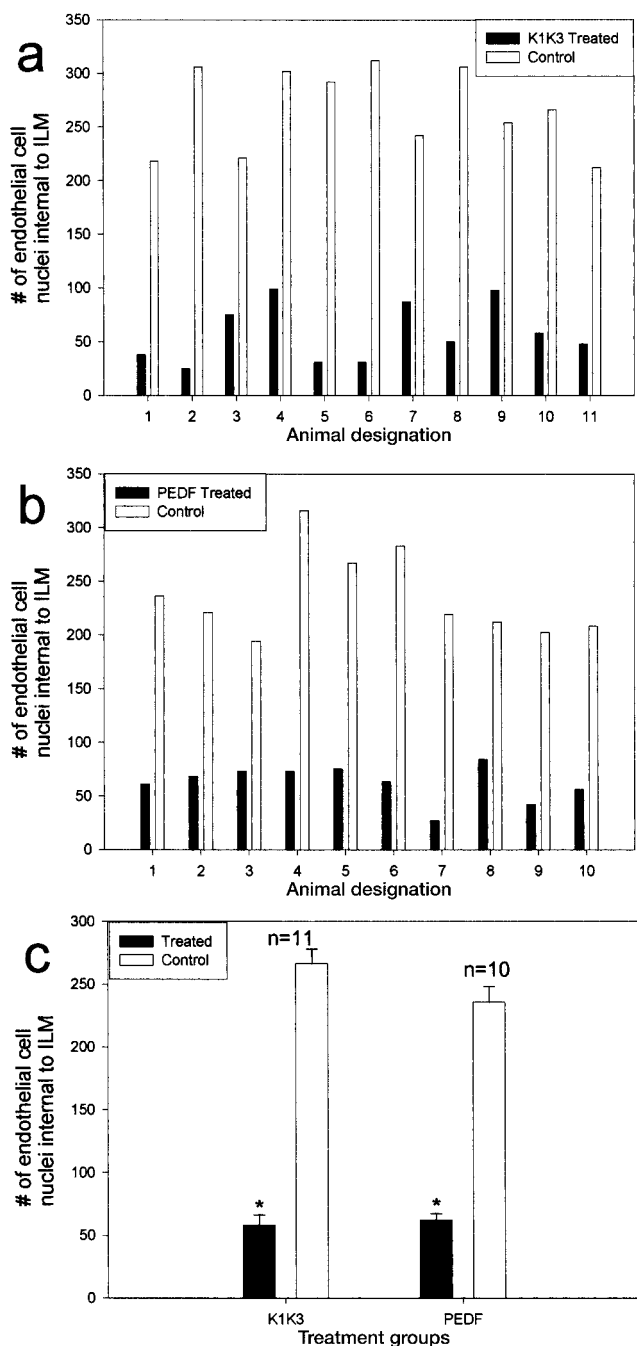 a
K1K3 Treated
Control
# of endothelial cell
nuclei internal to ILM
350
300
250
200
150
100
50
0
1 2 3 4 5 6 7 8 9 10 11
Animal designation
b
PEDF Treated
Control
# of endothelial cell
nuclei internal to ILM
350
300
250
200
150
100
50
0
1 2 3 4 5 6 7 8 9 10
Animal designation
c
Treated
Control
n=11
n=10
# of endothelial cell
nuclei internal to ILM
300
250
200
150
100
50
0
* *
K1K3 PEDF
Treatment groups